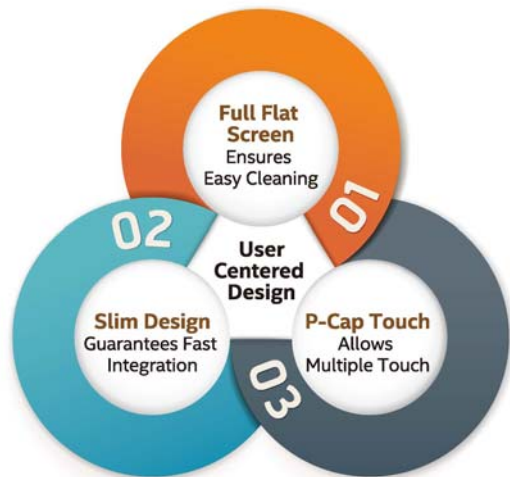 Full Flat
Screen
Ensures
Easy Cleaning
01
02
User
Centered
Design
Slim Design
Guarantees Fast
Integration
P-Cap Touch
Allows
Multiple Touch
03